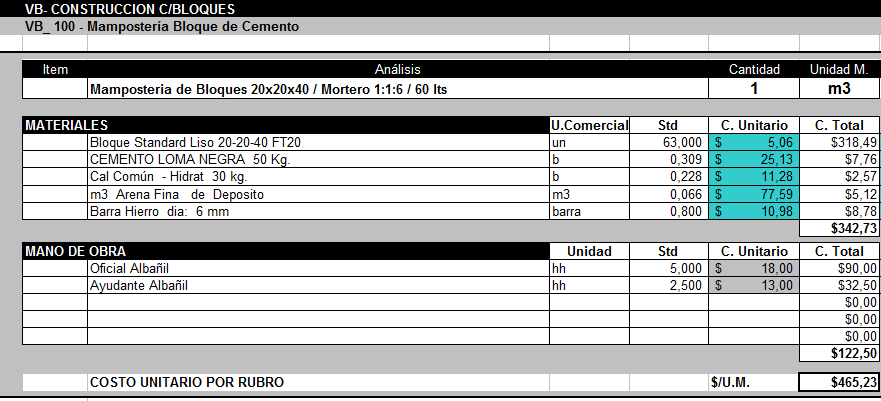 VB- CONSTRUCCION C/BLOQUES
VB_ 100 - Mampostería Bloque de Cemento
Item Análisis Cantidad Unidad M.
Mamposteria de Bloques 20x20x40 / Mortero 1:1:6 / 60 lts 1 m3
MATERIALES U.Comercial Std C. Unitario C. Total
Bloque Standard Liso 20-20-40 FT20 un 63,000 $ 5,06 $318,49
CEMENTO LOMA NEGRA 50 Kg. b 0,309 $ 25,13 $7,76
Cal Común - Hidrat 30 kg. b 0,228 $ 11,28 $2,57
m3 Arena Fina de Deposito m3 0,066 $ 77,59 $5,12
Barra Hierro dia: 6 mm barra 0,800 $ 10,98 $8,78
$342,73
MANO DE OBRA Unidad Std C. Unitario C. Total
Oficial Albañil hh 5,000 $ 18,00 $90,00
Ayudante Albañil hh 2,500 $ 13,00 $32,50
$0,00
$0,00
$0,00
$122,50
COSTO UNITARIO POR RUBRO $/U.M. $465,23